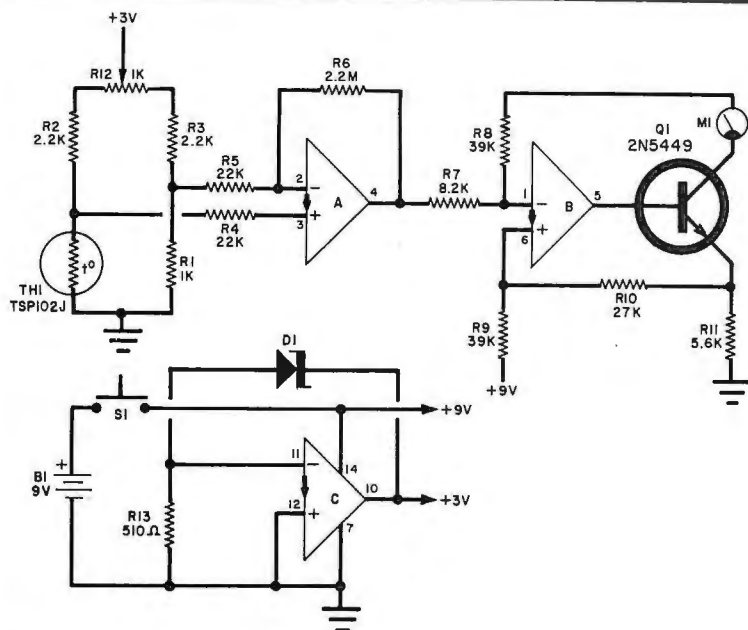 +3V
R12 1K
R6
2.2M
R2
2.2K
R3
2.2K
R5
22K
R4
22K
2
−
3
+
A
4
R7
8.2K
R8
39K
1
−
6
+
B
5
Q1
2N5449
M1
t°
TH1
TSP102J
R1
1K
R9
39K
+9V
R10
27K
R11
5.6K
D1
S1
+9V
+
B1
9V
R13
510Ω
11
−
12
+
C
14
10
7
+3V